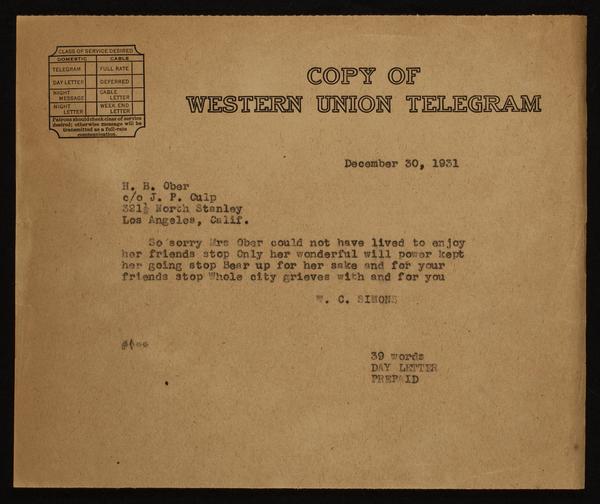 CLASS OF SERVICE DESIRED
DOMESTIC CABLE
TELEGRAM FULL RATE
DAY LETTER DEFERRED
NIGHT MESSAGE CABLE LETTER
NIGHT LETTER WEEK END LETTER
Patrons should check class of service
desired; otherwise message will be
transmitted as a full-rate
communication.
COPY OF
WESTERN UNION TELEGRAM
December 30, 1931
H. B. Ober
c/o J. P. Culp
321½ North Stanley
Los Angeles, Calif.
So sorry Mrs Ober could not have lived to enjoy
her friends stop Only her wonderful will power kept
her going stop Bear up for her sake and for your
friends stop Whole city grieves with and for you
W. C. SIMONS
39 words
DAY LETTER
PREPAID